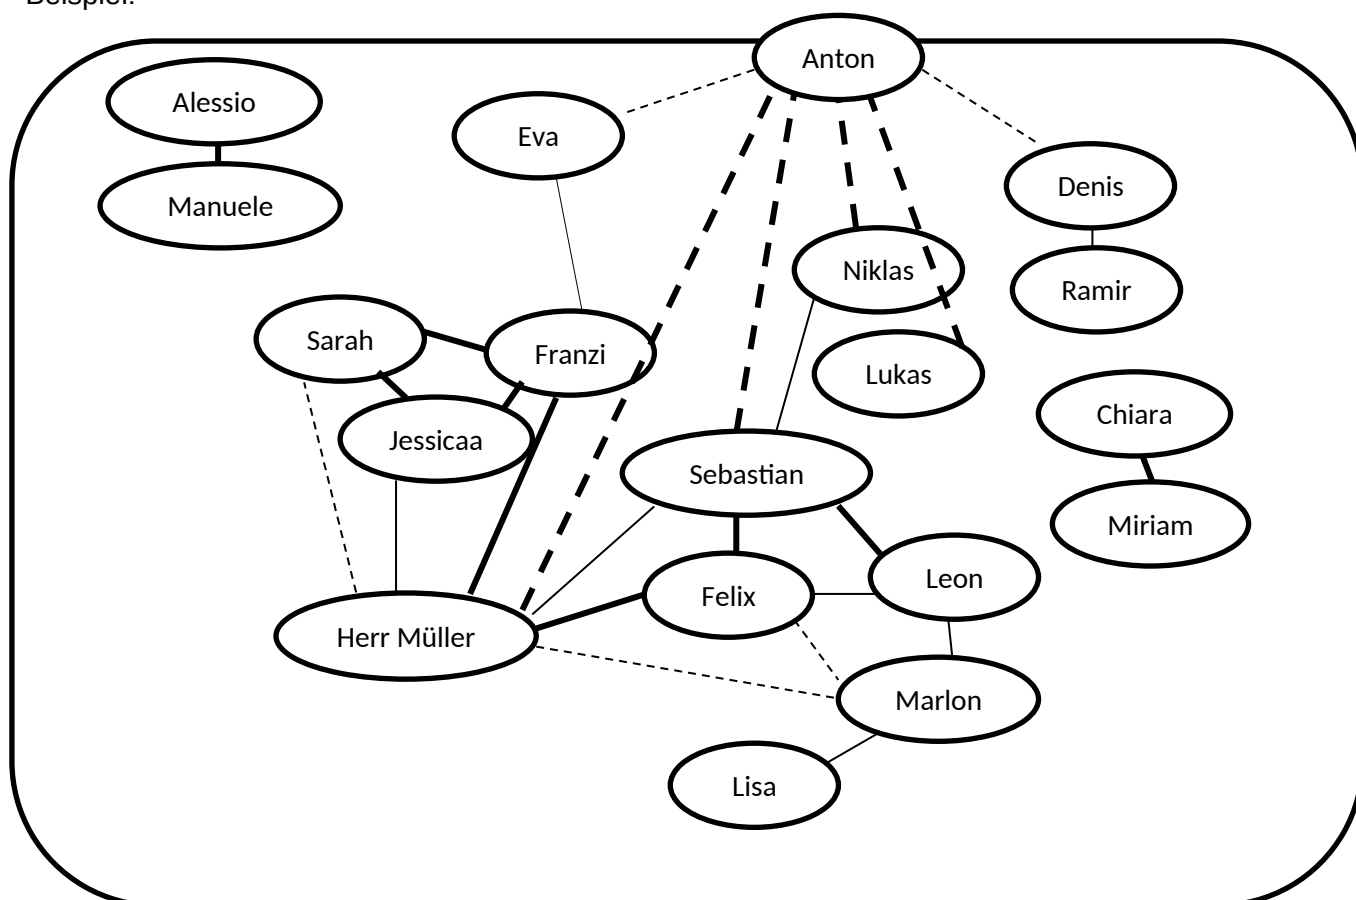 Beispiel:
Anton
Alessio
Eva
Denis
Manuele
Niklas
Ramir
Sarah
Franzi
Lukas
Chiara
Jessicaa
Sebastian
Miriam
Leon
Felix
Herr Müller
Marlon
Lisa